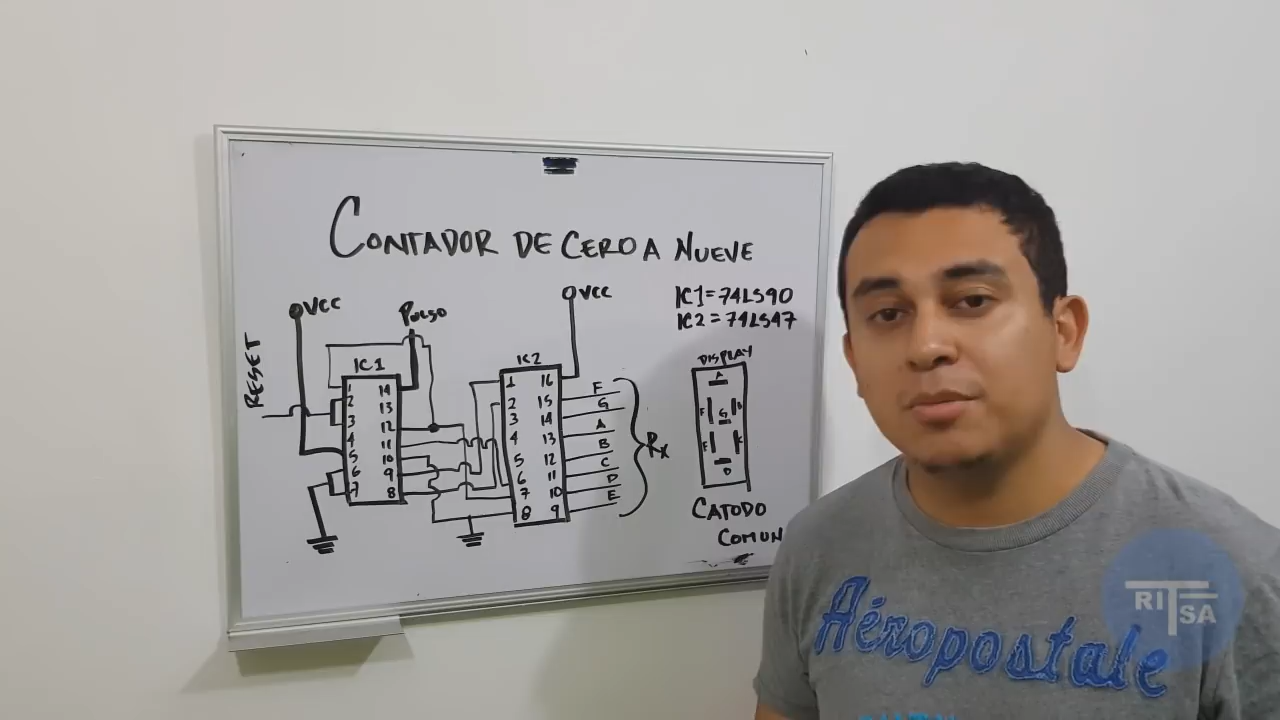 CONTADOR DE CERO A NUEVE
VCC
PULSO
VCC
IC1=74LS90
IC2=74LS47
RESET
IC1
IC2
DISPLAY
1
2
3
4
5
6
7
14
13
12
11
10
9
8
1
2
3
4
5
6
7
8
16
15
14
13
12
11
10
9
F
G
A
B
C
D
E
Rx
A
F
B
G
D
CATODO
COMUN
Aéropostale
RITSA